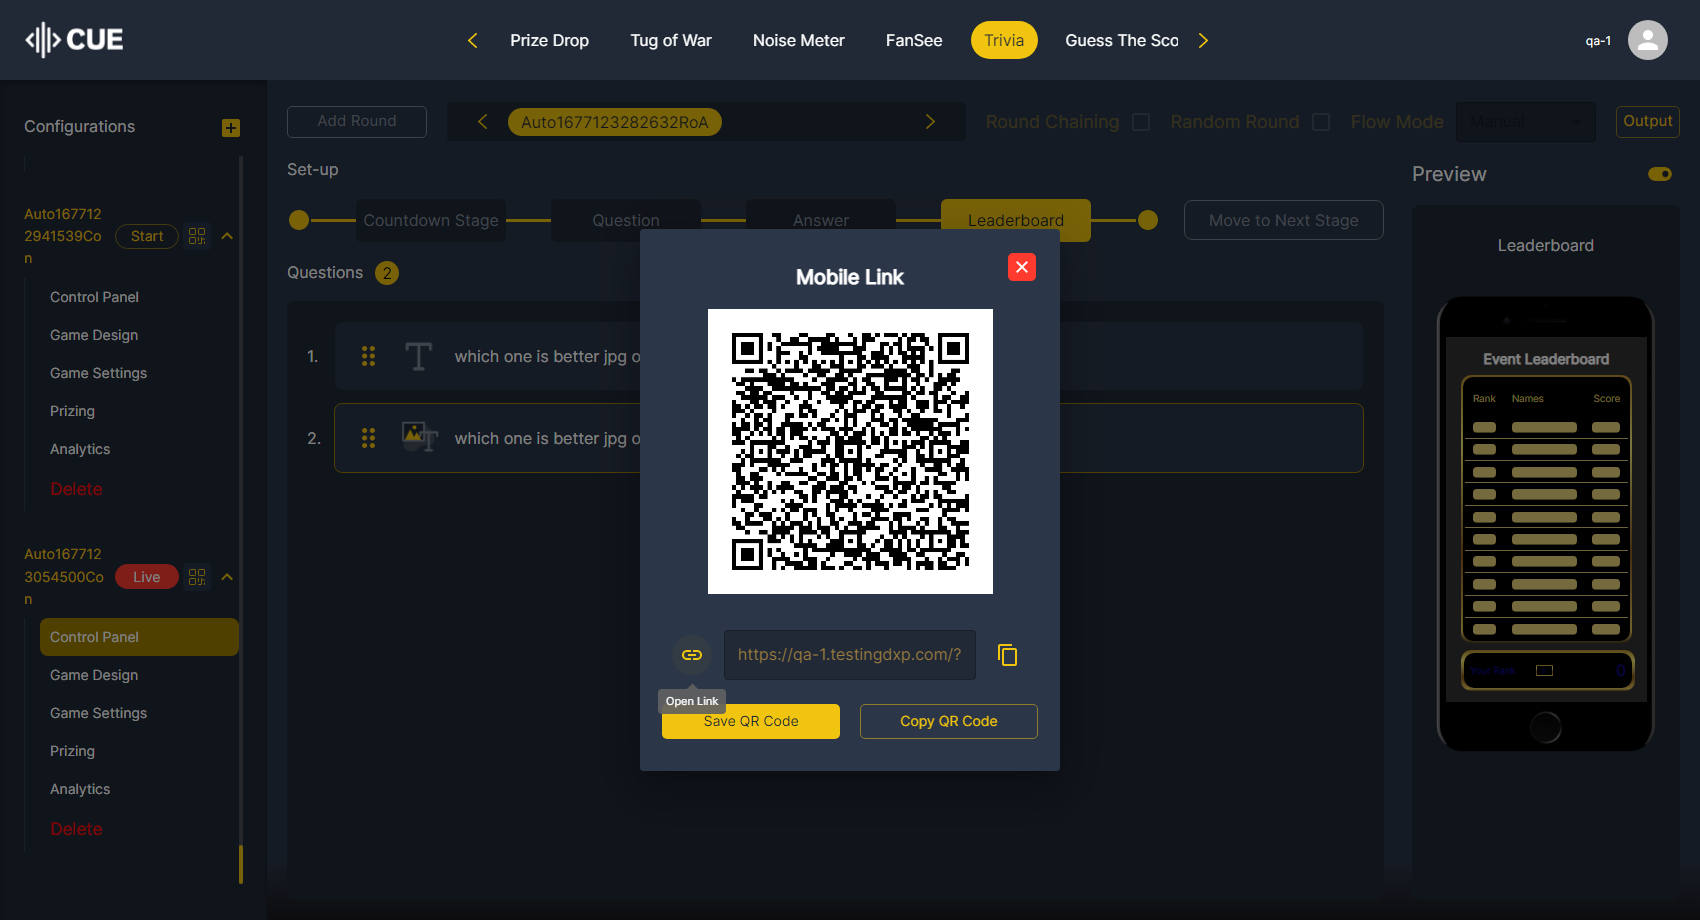 CUE
Prize Drop
Tug of War
Noise Meter
FanSee
Trivia
Guess The Sco
qa-1
Configurations
Add Round
Auto1677123282632RoA
Round Chaining
Random Round
Flow Mode
Manual
Output
Set-up
Preview
Auto167712
2941539Co
n
Start
Countdown Stage
Question
Answer
Leaderboard
Move to Next Stage
Leaderboard
Questions
2
Mobile Link
Control Panel
Game Design
Game Settings
Prizing
Analytics
Delete
1.
which one is better jpg o
2.
which one is better jpg o
Event Leaderboard
Rank
Names
Score
Your Rank
0
Auto167712
3054500Co
n
Live
Control Panel
Game Design
Game Settings
Prizing
Analytics
Delete
https://qa-1.testingdxp.com/?
Open Link
Save QR Code
Copy QR Code